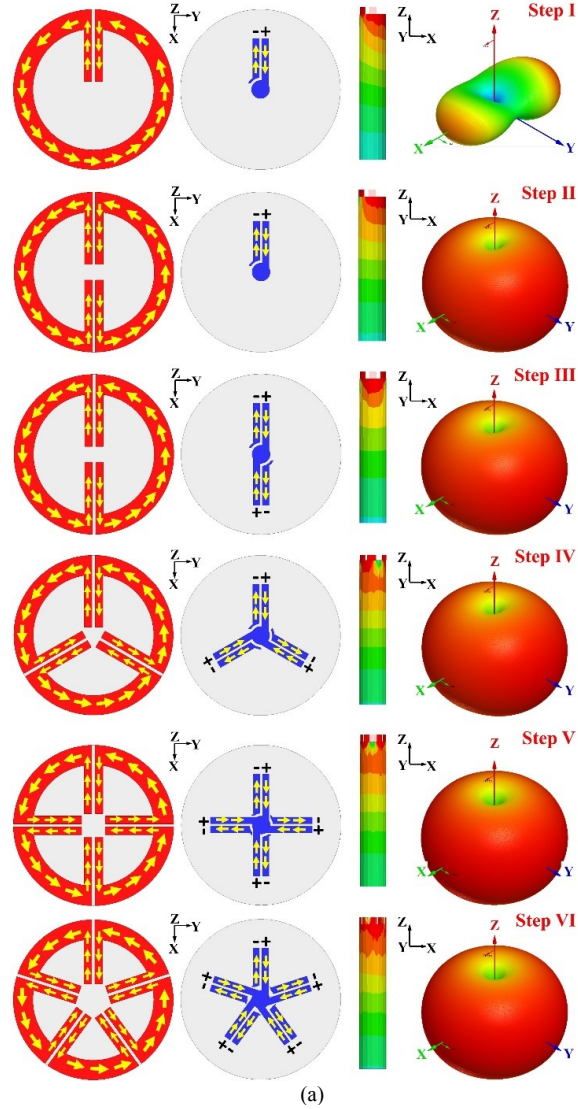 Step I
Z
Y
X
-+
Z
Y X
Z
X
Y
Step II
Z
Y
X
-+
Z
Y X
Z
X
Y
Step III
Z
Y
X
-+
+-
Z
Y X
Z
X
Y
Step IV
Z
Y
X
-+
+
-
-
+
Z
Y X
Z
X
Y
Step V
Z
Y
X
-+
+
-
-
+
+-
Z
Y X
Z
X
Y
Step VI
Z
Y
X
-+
+-
Z
Y X
Z
X
Y
(a)